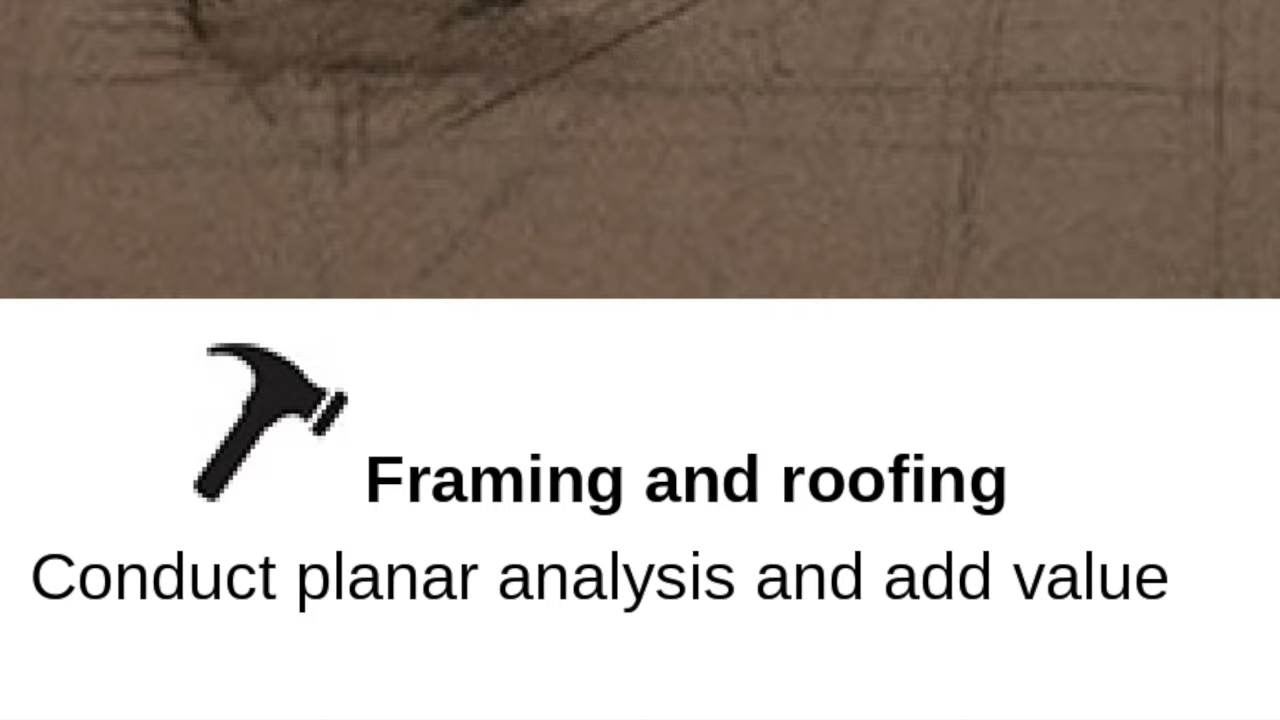 Framing and roofing
Conduct planar analysis and add value